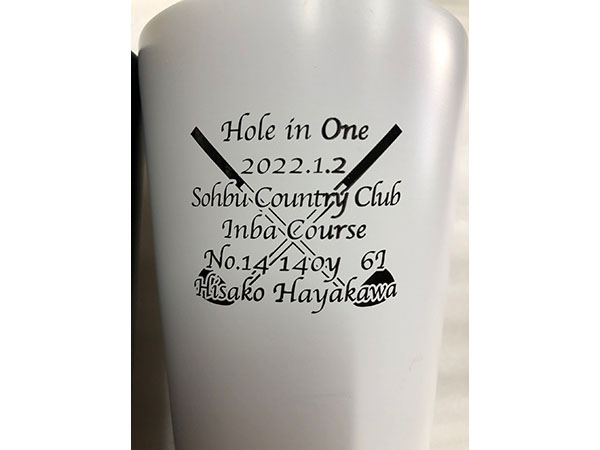 Hole in One
2022.1.2
Sohbu Country Club
Inba Course
No.14 140y 6I
Hisako Hayakawa